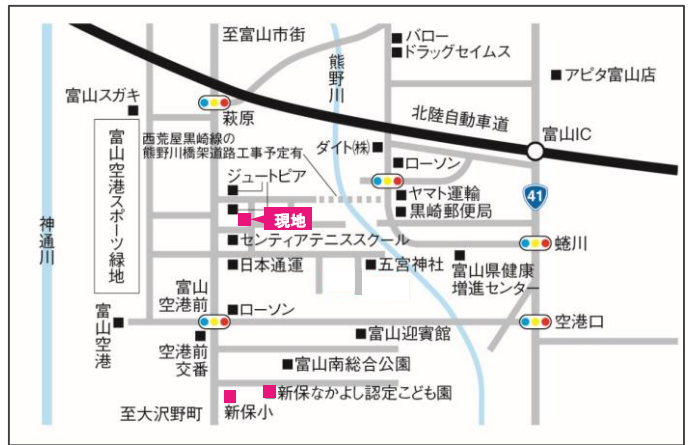 至富山市街
バロー
ドラッグセイムス
熊野川
アピタ富山店
富山スガキ
萩原
北陸自動車道
富山IC
西荒屋黒崎線の
熊野川橋架道路工事予定有
ダイト㈱
ローソン
富山空港スポーツ緑地
ジュートピア
ヤマト運輸
黒崎郵便局
41
現地
神通川
センティアテニススクール
蜷川
日本通運
五宮神社
富山県健康
増進センター
富山
空港前
ローソン
富山空港
空港口
空港前
交番
富山迎賓館
富山南総合公園
新保なかよし認定こども園
至大沢野町
新保小